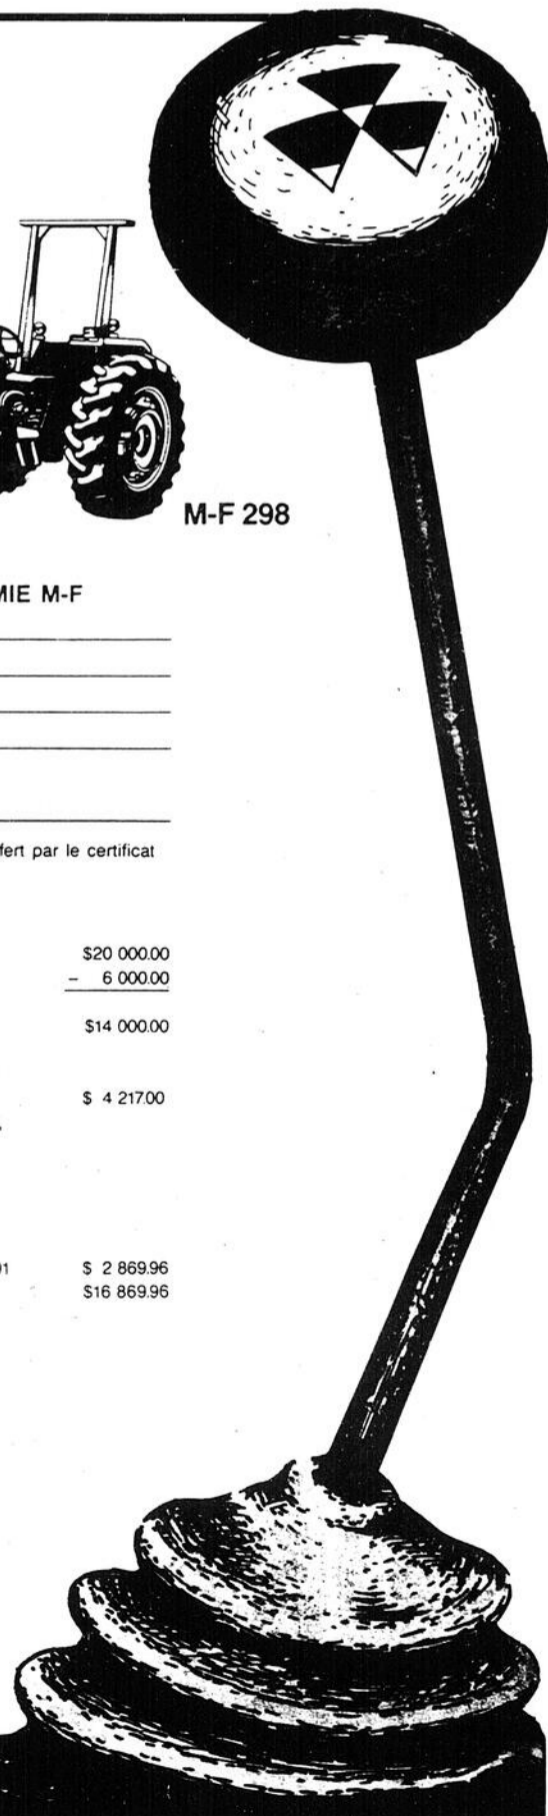 M-F 298
MIE M-F
fert par le certificat
$20 000.00
- 6 000.00
$14 000.00
$ 4 217.00
$ 2 869.96
$16 869.96